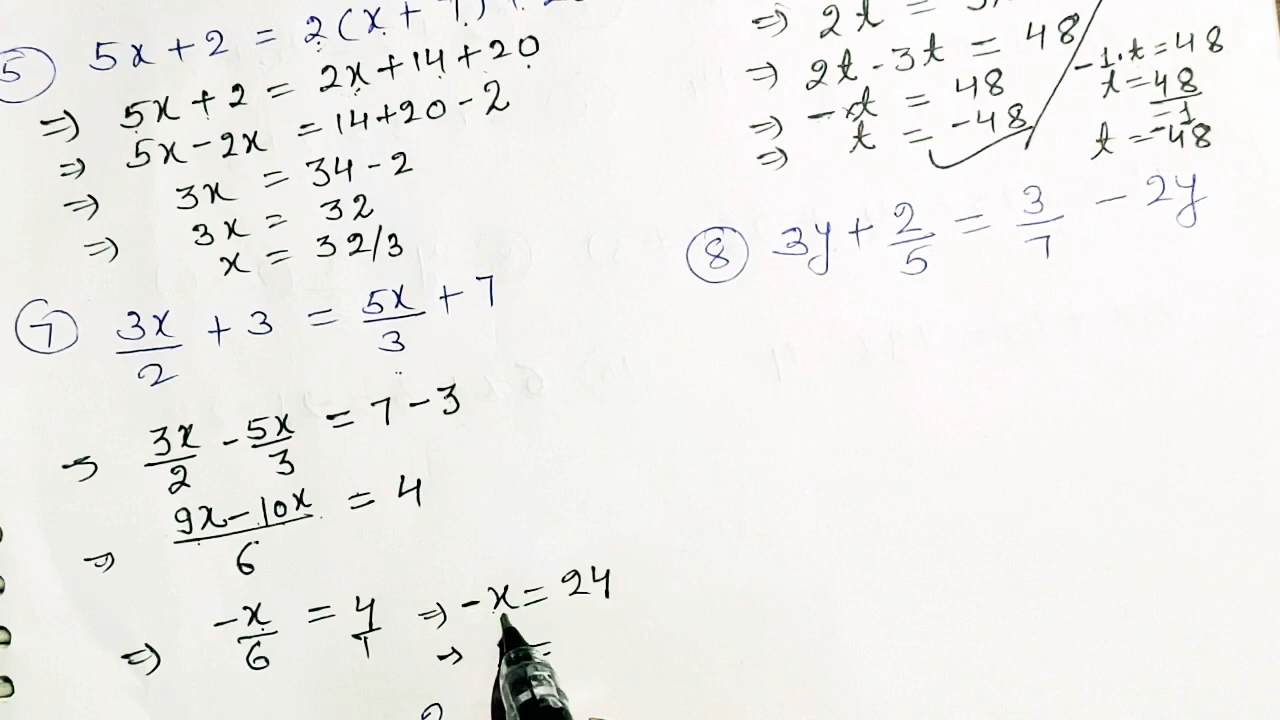 5 5x + 2 = 2(x + 7) +
⇒ 5x + 2 = 2x + 14 + 20
⇒ 5x - 2x = 14 + 20 - 2
⇒ 3x = 34 - 2
⇒ 3x = 32
x = 32/3
7 3x/2 + 3 = 5x/3 + 7
⇒ 3x/2 - 5x/3 = 7 - 3
⇒ 9x - 10x/6 = 4
⇒ -x/6 = 4/1 ⇒ -x = 24
→ =
⇒ 2t =
⇒ 2t - 3t = 48
⇒ -t = 48
⇒ t = -48
-1·t = 48
t = 48/-1
t = -48
8 3y + 2/5 = 3/7 - 2y